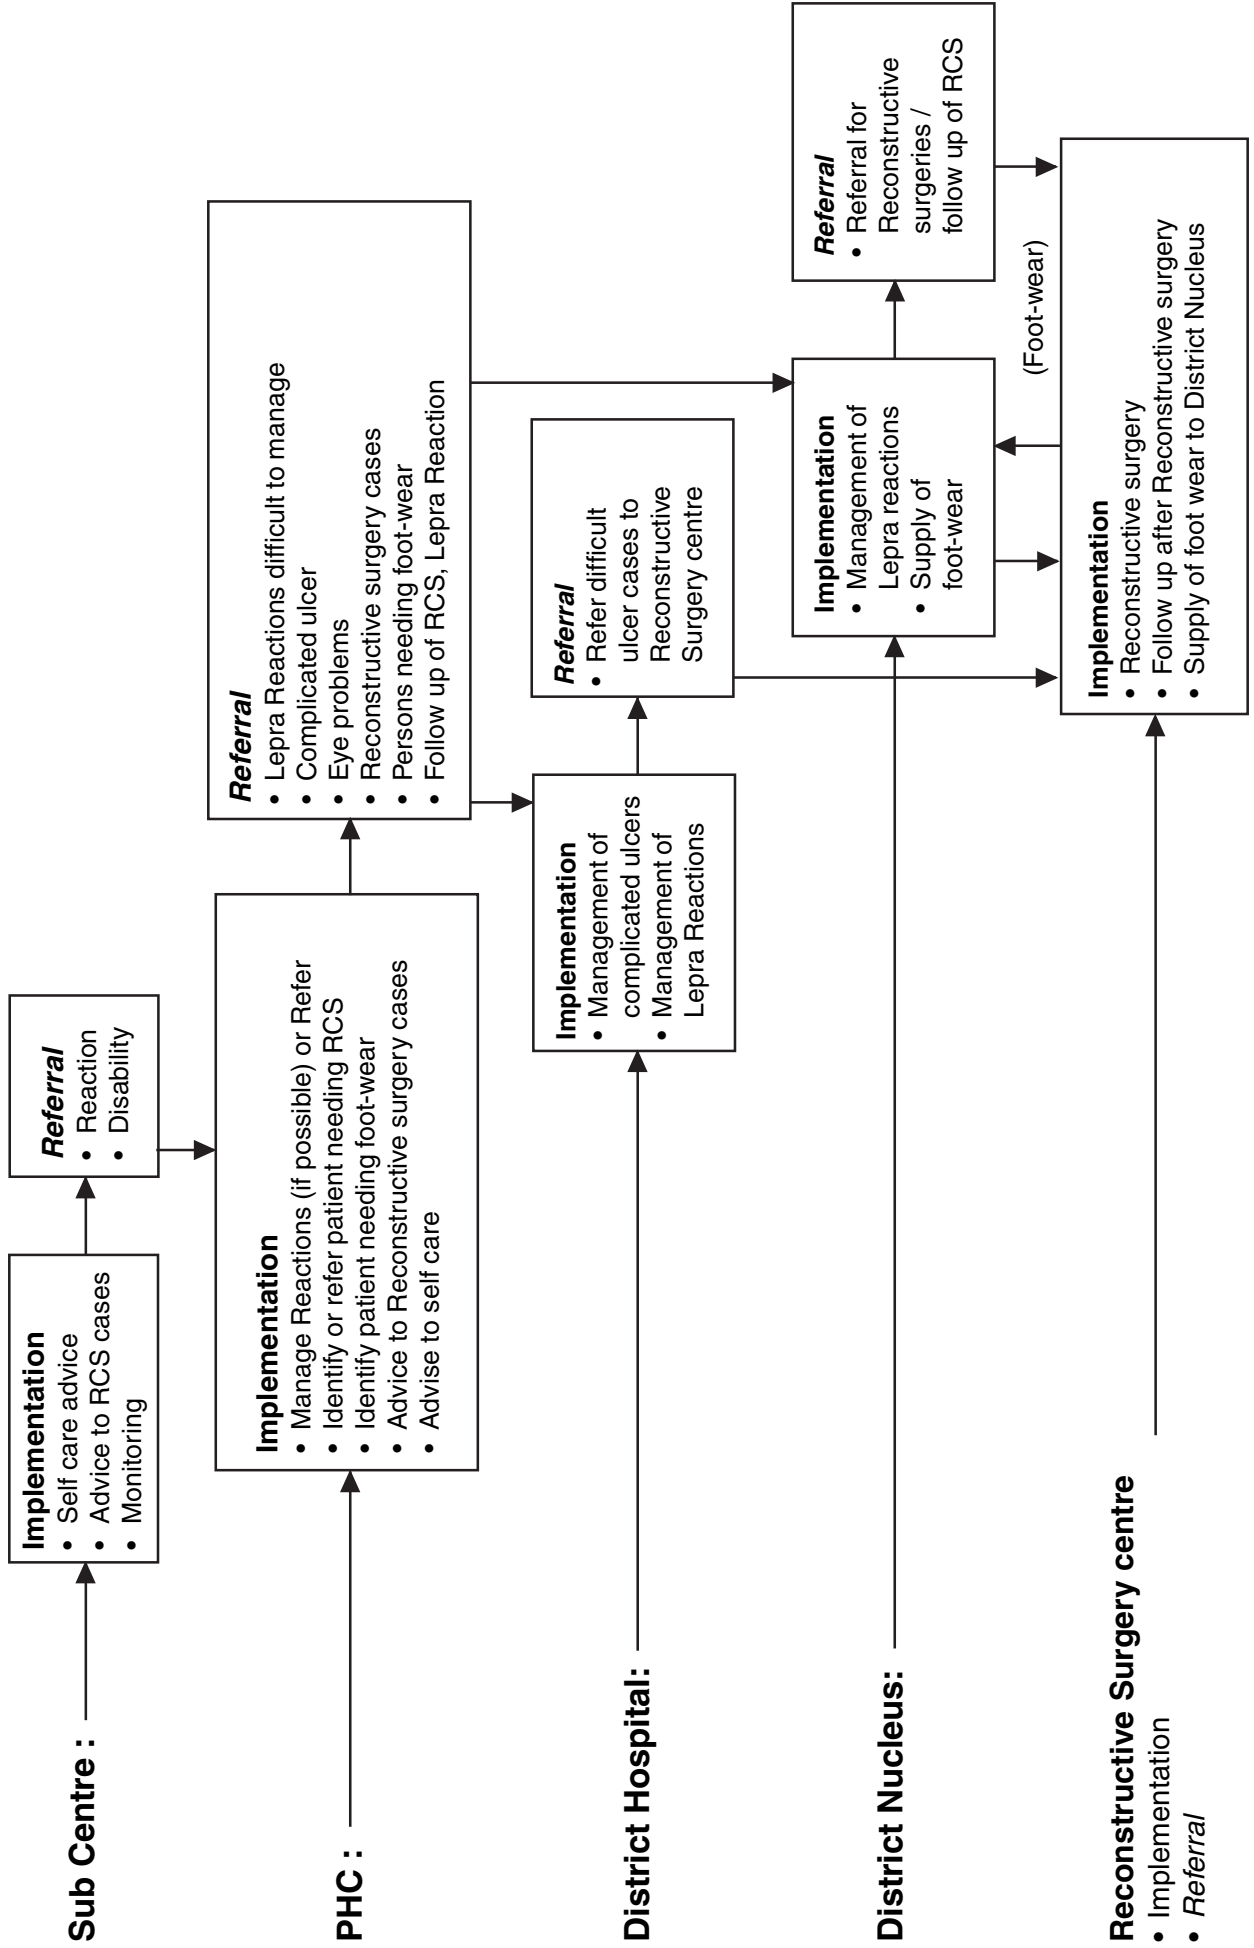 Sub Centre :
Implementation
• Self care advice
• Advice to RCS cases
• Monitoring
Referral
• Reaction
• Disability
PHC :
Implementation
• Manage Reactions (if possible) or Refer
• Identify or refer patient needing RCS
• Identify patient needing foot-wear
• Advice to Reconstructive surgery cases
• Advise to self care
Referral
• Lepra Reactions difficult to manage
• Complicated ulcer
• Eye problems
• Reconstructive surgery cases
• Persons needing foot-wear
• Follow up of RCS, Lepra Reaction
District Hospital:
Implementation
• Management of
complicated ulcers
• Management of
Lepra Reactions
Referral
• Refer difficult
ulcer cases to
Reconstructive
Surgery centre
District Nucleus:
Implementation
• Management of
Lepra reactions
• Supply of
foot-wear
Referral
• Referral for
Reconstructive
surgeries /
follow up of RCS
(Foot-wear)
Reconstructive Surgery centre
• Implementation
• Referral
Implementation
• Reconstructive surgery
• Follow up after Reconstructive surgery
• Supply of foot wear to District Nucleus